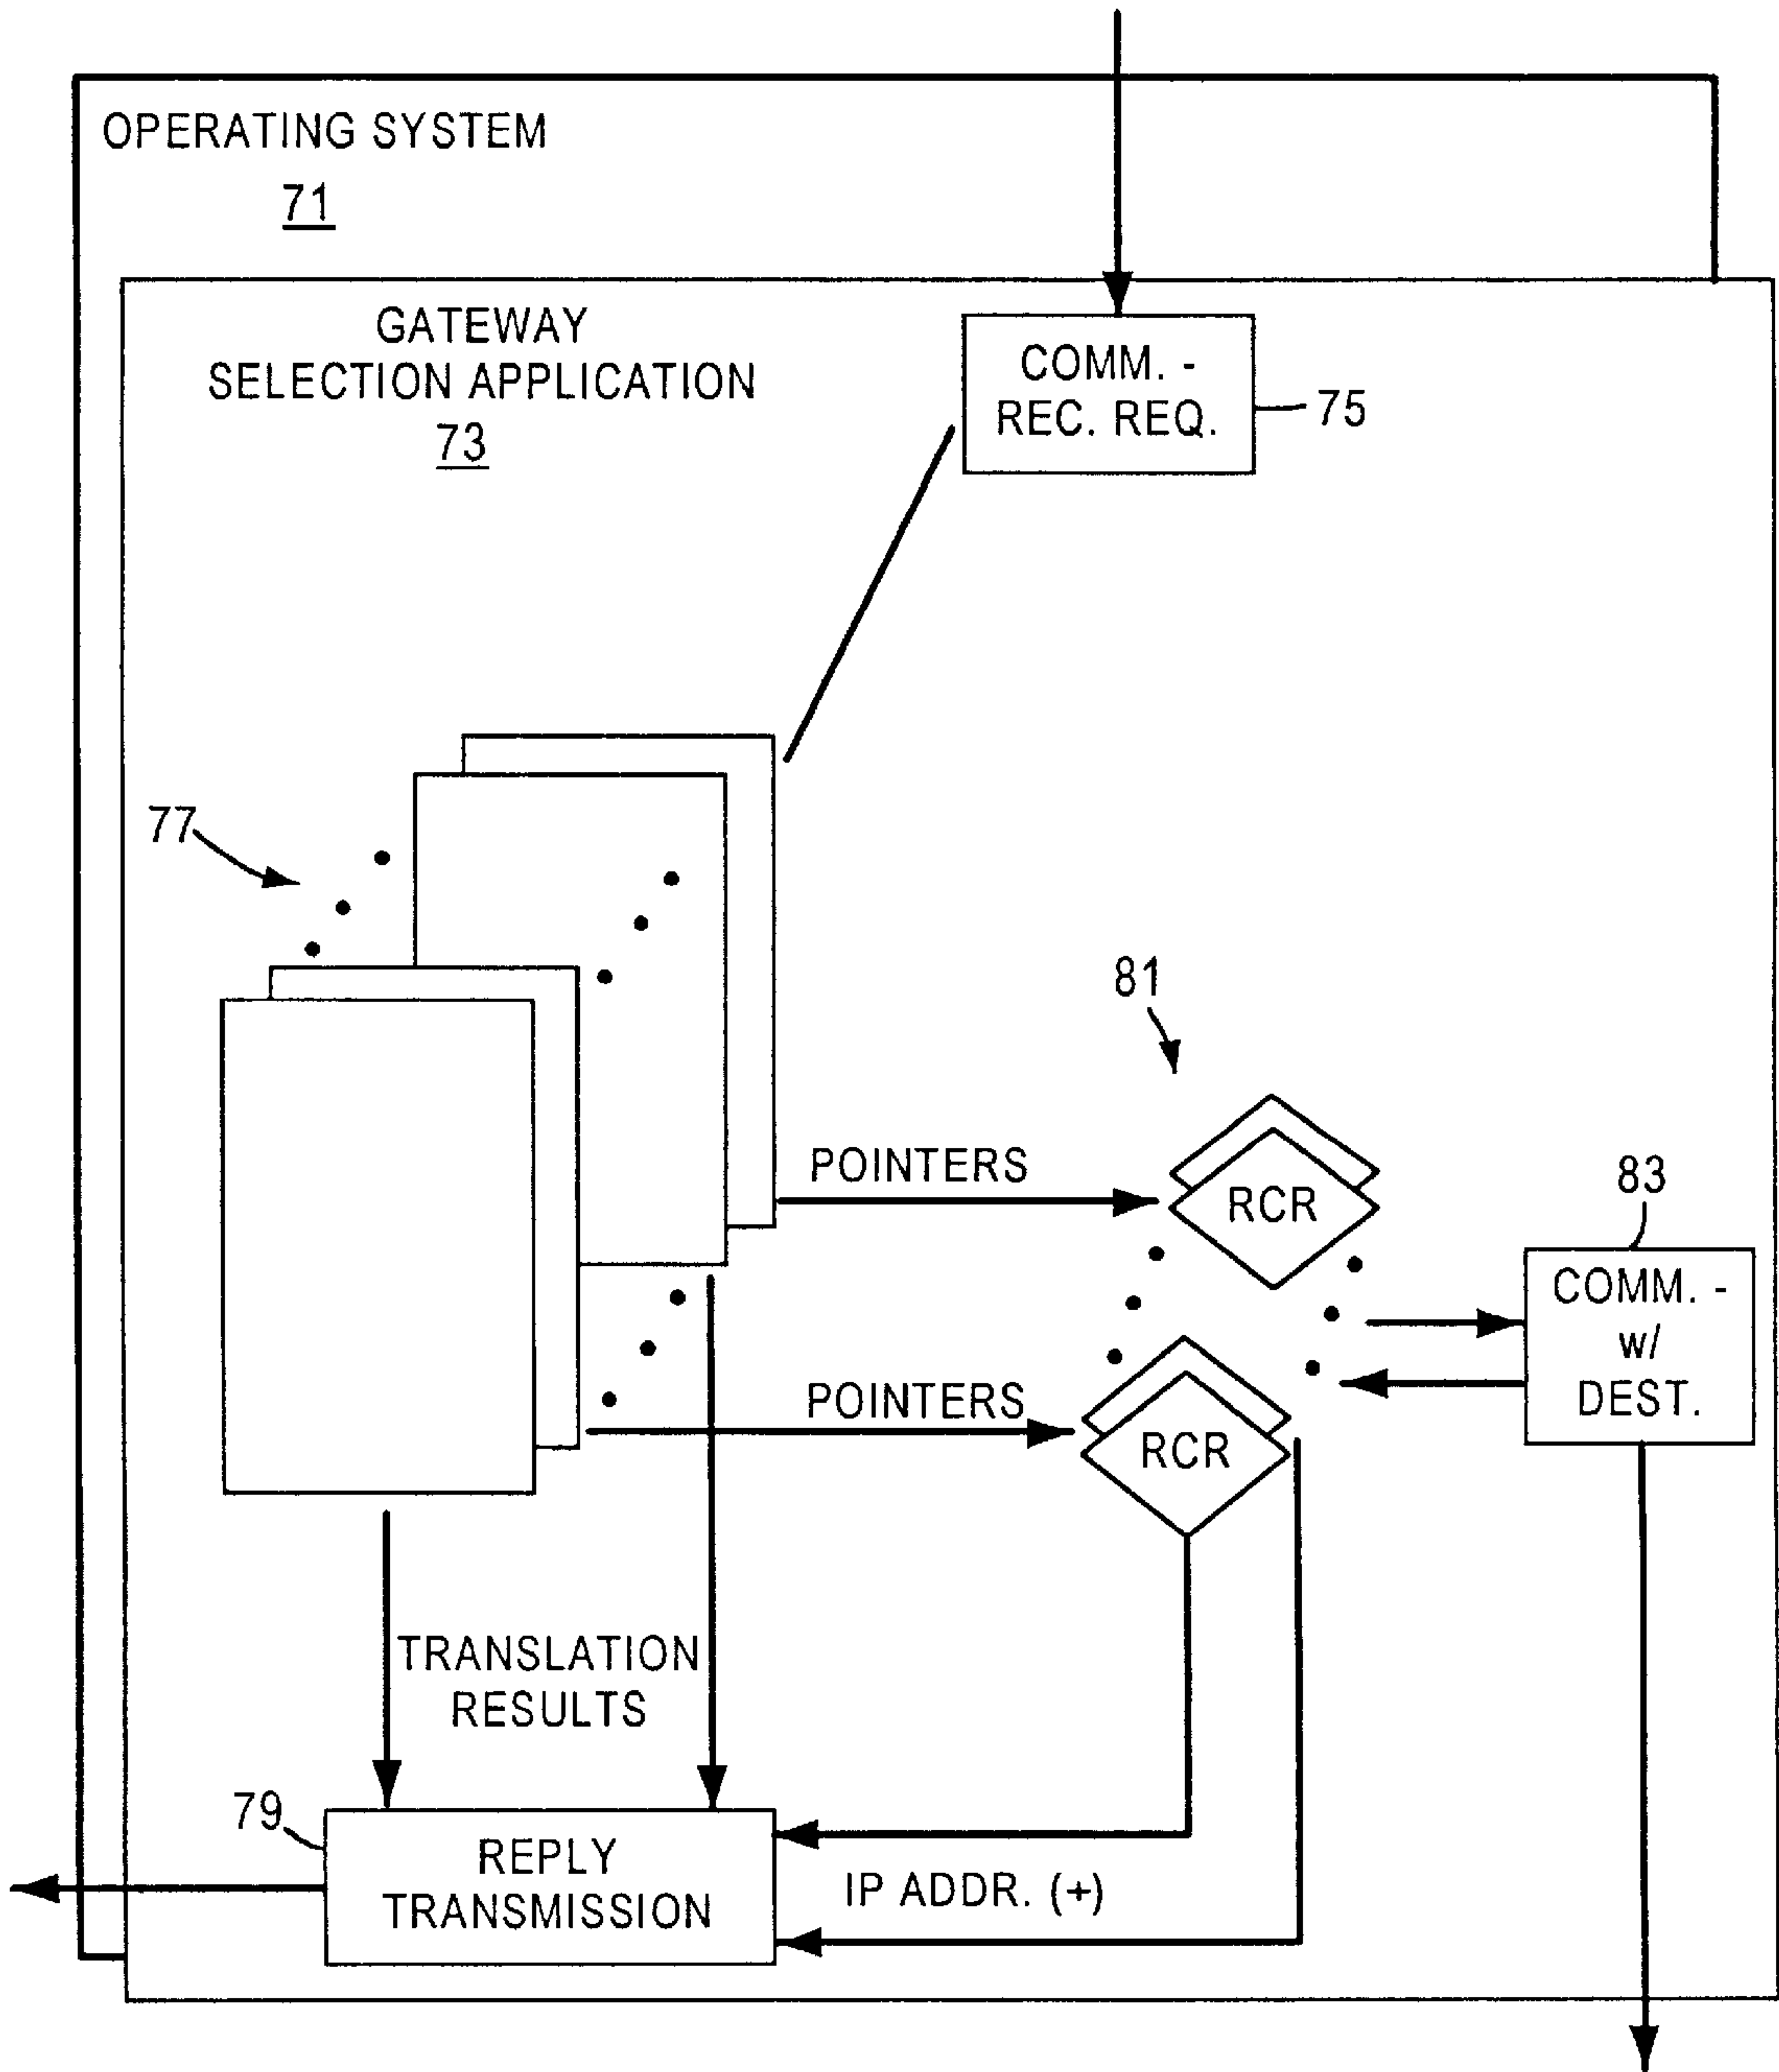 OPERATING SYSTEM
71
GATEWAY
SELECTION APPLICATION
73
COMM. -
REC. REQ.
75
77
81
POINTERS
RCR
83
COMM. -
w/
DEST.
POINTERS
RCR
TRANSLATION
RESULTS
79
REPLY
TRANSMISSION
IP ADDR. (+)